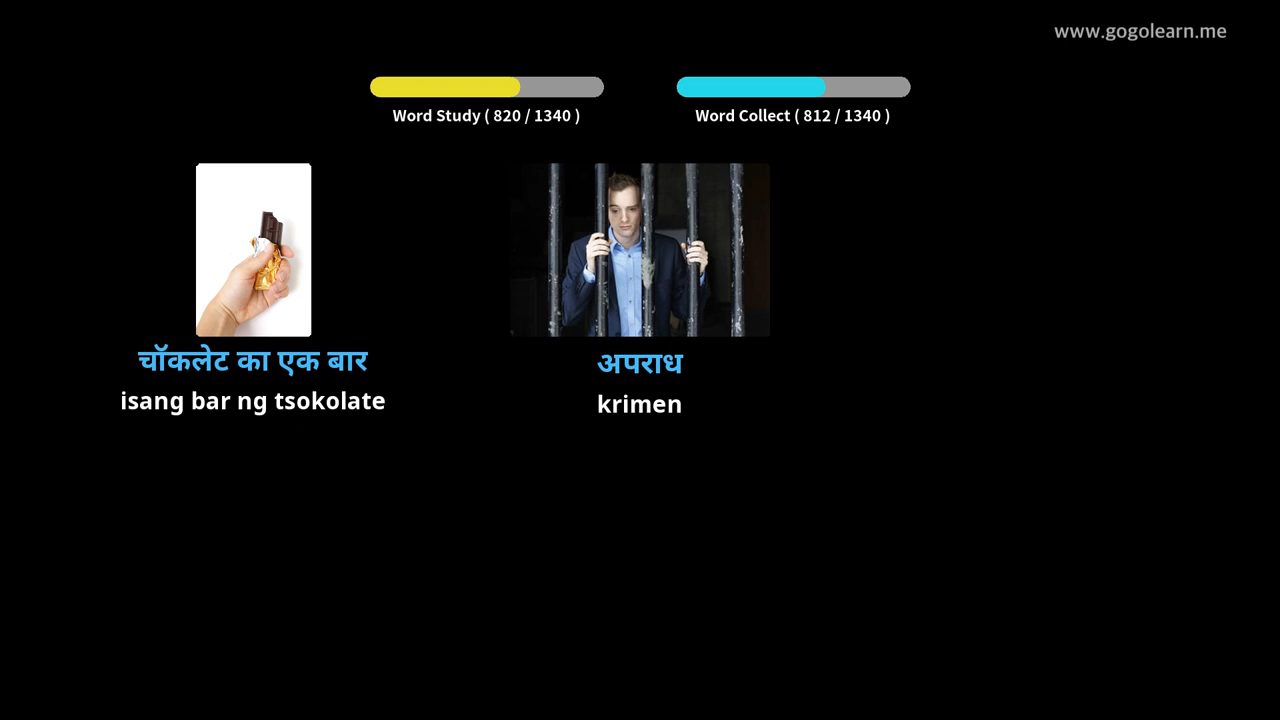 www.gogolearn.me
Word Study ( 820 / 1340 )
Word Collect ( 812 / 1340 )
चॉकलेट का एक बार
isang bar ng tsokolate
अपराध
krimen